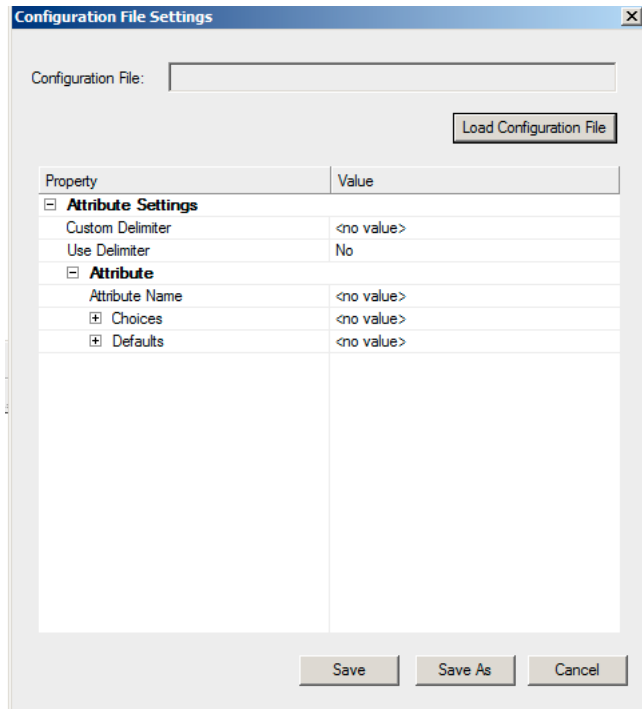 Configuration File Settings
Configuration File:
Load Configuration File
Property Value
Attribute Settings
Custom Delimiter <no value>
Use Delimiter No
Attribute
Attribute Name <no value>
Choices <no value>
Defaults <no value>
Save Save As Cancel